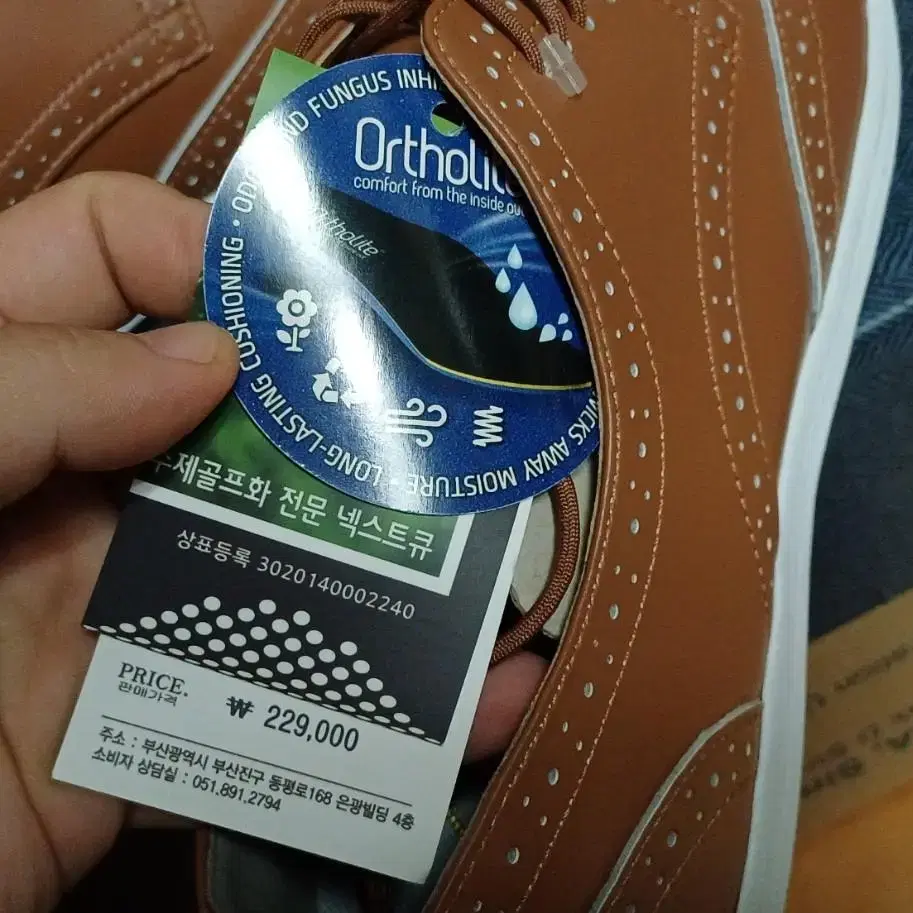 FUNGUS
Ortholite
comfort from the inside
ortholite
WICKS AWAY MOISTURE • LONG-LASTING CUSHIONING •
수제골프화 전문 넥스트큐
상표등록 3020140002240
PRICE.
판매가격
₩ 229,000
주소 : 부산광역시 부산진구 동평로168 은광빌딩 4층
소비자 상담실 : 051.891.2794